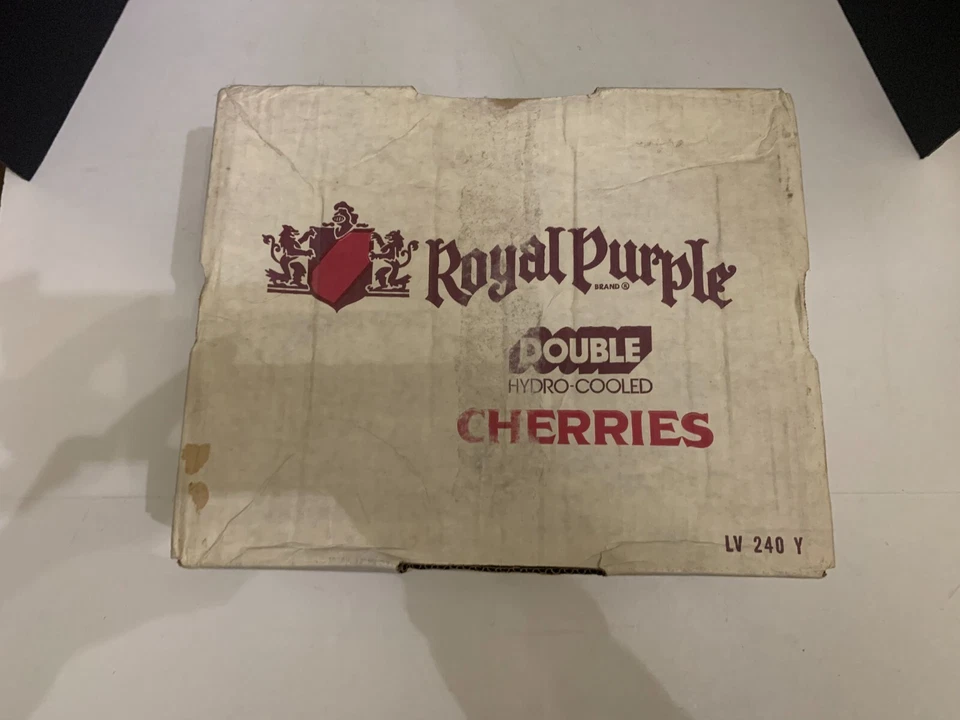 Royal Purple
BRAND ®
DOUBLE
HYDRO-COOLED
CHERRIES
LV 240 Y